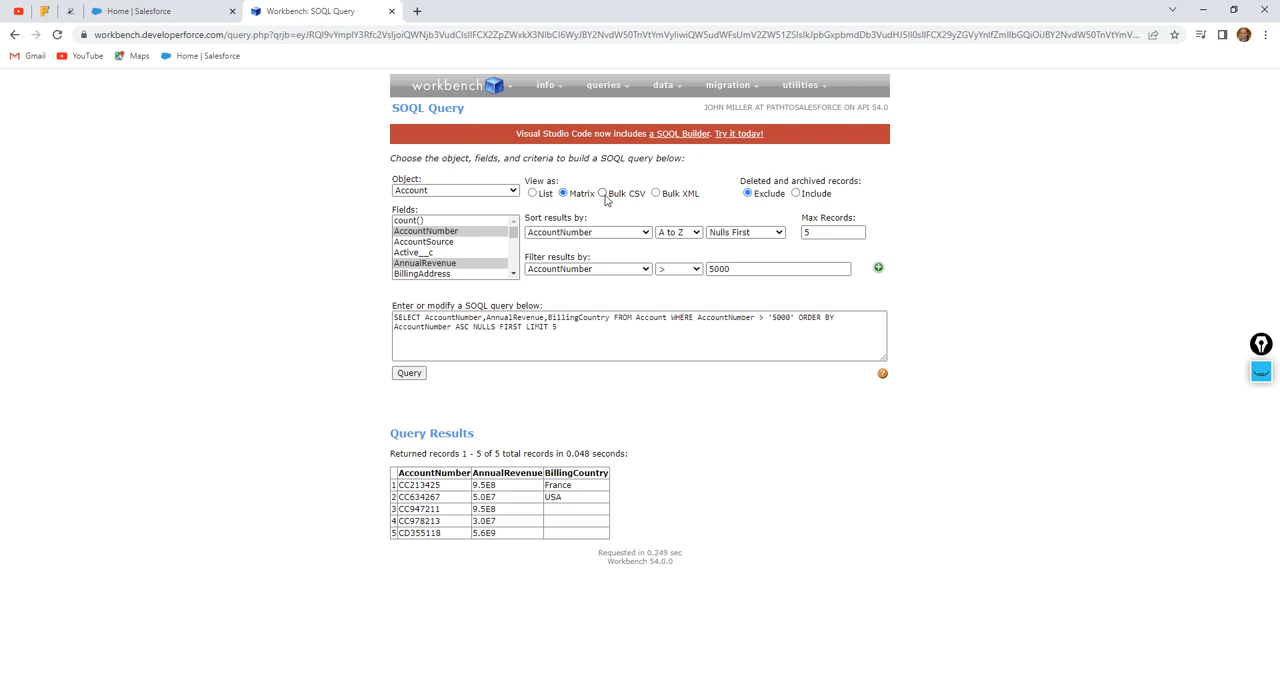 Home | Salesforce
Workbench: SOQL Query
Gmail YouTube Maps Home | Salesforce
workbench info queries data migration utilities
SOQL Query
JOHN MILLER AT PATHTOSALESFORCE ON API 54.0
Visual Studio Code now includes a SOQL Builder. Try it today!
Choose the object, fields, and criteria to build a SOQL query below:
Object:
Account
View as:
List Matrix Bulk CSV Bulk XML
Deleted and archived records:
Exclude Include
Fields:
count()
AccountNumber
AccountSource
Active__c
AnnualRevenue
BillingAddress
Sort results by:
AccountNumber A to Z Nulls First
Max Records:
5
Filter results by:
AccountNumber > 5000
Enter or modify a SOQL query below:
SELECT AccountNumber,AnnualRevenue,BillingCountry FROM Account WHERE AccountNumber > '5000' ORDER BY
AccountNumber ASC NULLS FIRST LIMIT 5
Query
Query Results
Returned records 1 - 5 of 5 total records in 0.048 seconds:
AccountNumber AnnualRevenue BillingCountry
1 CC213425 9.5E8 France
2 CC634267 5.0E7 USA
3 CC947211 9.5E8
4 CC978213 3.0E7
5 CD355118 5.6E9
Requested in 0.249 sec
Workbench 54.0.0